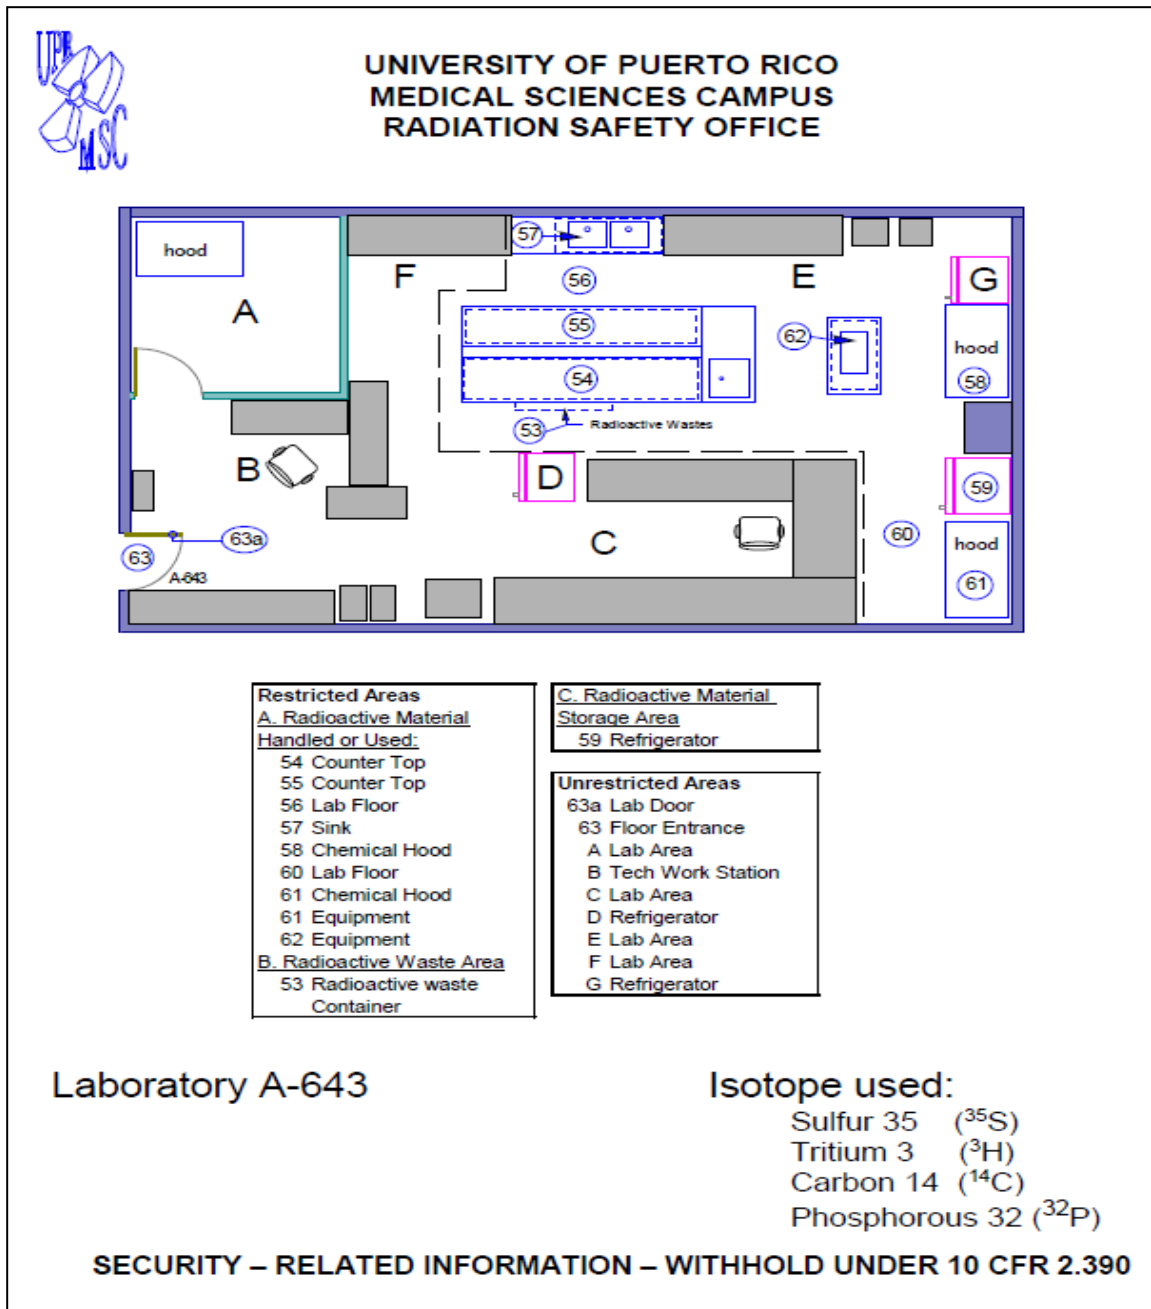 UPR
MSC
UNIVERSITY OF PUERTO RICO
MEDICAL SCIENCES CAMPUS
RADIATION SAFETY OFFICE
hood
A
F
57
56
E
G
55
62
hood
58
54
53
Radioactive Wastes
B
D
59
63a
63
A-643
C
60
hood
61
Restricted Areas
A. Radioactive Material
Handled or Used:
54 Counter Top
55 Counter Top
56 Lab Floor
57 Sink
58 Chemical Hood
60 Lab Floor
61 Chemical Hood
61 Equipment
62 Equipment
B. Radioactive Waste Area
53 Radioactive waste
Container
C. Radioactive Material
Storage Area
59 Refrigerator
Unrestricted Areas
63a Lab Door
63 Floor Entrance
A Lab Area
B Tech Work Station
C Lab Area
D Refrigerator
E Lab Area
F Lab Area
G Refrigerator
Laboratory A-643
Isotope used:
Sulfur 35 (³⁵S)
Tritium 3 (³H)
Carbon 14 (¹⁴C)
Phosphorous 32 (³²P)
SECURITY – RELATED INFORMATION – WITHHOLD UNDER 10 CFR 2.390